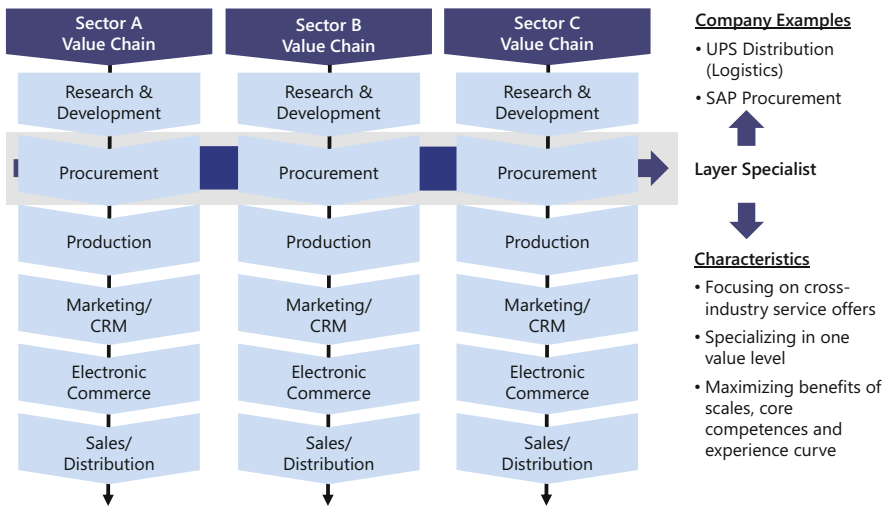 Sector A
Value Chain
Research &
Development
Procurement
Production
Marketing/
CRM
Electronic
Commerce
Sales/
Distribution
Sector B
Value Chain
Research &
Development
Procurement
Production
Marketing/
CRM
Electronic
Commerce
Sales/
Distribution
Sector C
Value Chain
Research &
Development
Procurement
Production
Marketing/
CRM
Electronic
Commerce
Sales/
Distribution
Company Examples
• UPS Distribution
(Logistics)
• SAP Procurement
Layer Specialist
Characteristics
• Focusing on cross-
industry service offers
• Specializing in one
value level
• Maximizing benefits of
scales, core
competences and
experience curve